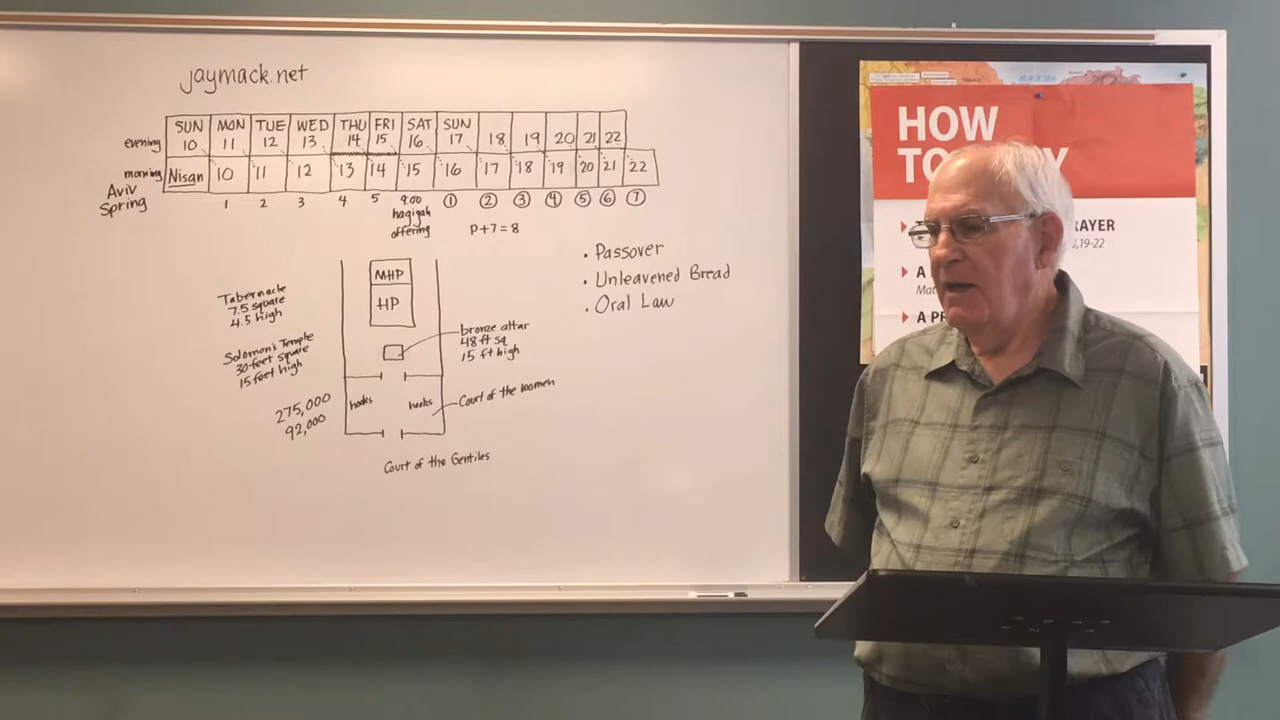 jaymack.net
SUN MON TUE WED THU FRI SAT SUN
evening 10 11 12 13 14 15 16 17 18 19 20 21 22
morning Nisan 10 11 12 13 14 15 16 17 18 19 20 21 22
Aviv
Spring
1 2 3 4 5 9:00 1 2 3 4 5 6 7
hagigah
offering
P+7=8
• Passover
• Unleavened Bread
• Oral Law
Tabernacle
7.5 square
4.5 high
Solomon's Temple
30 feet square
15 feet high
275,000
92,000
MHP
HP
bronze altar
48 ft sq
15 ft high
hooks hooks
Court of the women
Court of the Gentiles
BLACK SEA
HOW
RAYER
,19-22
A
Mat
A PR